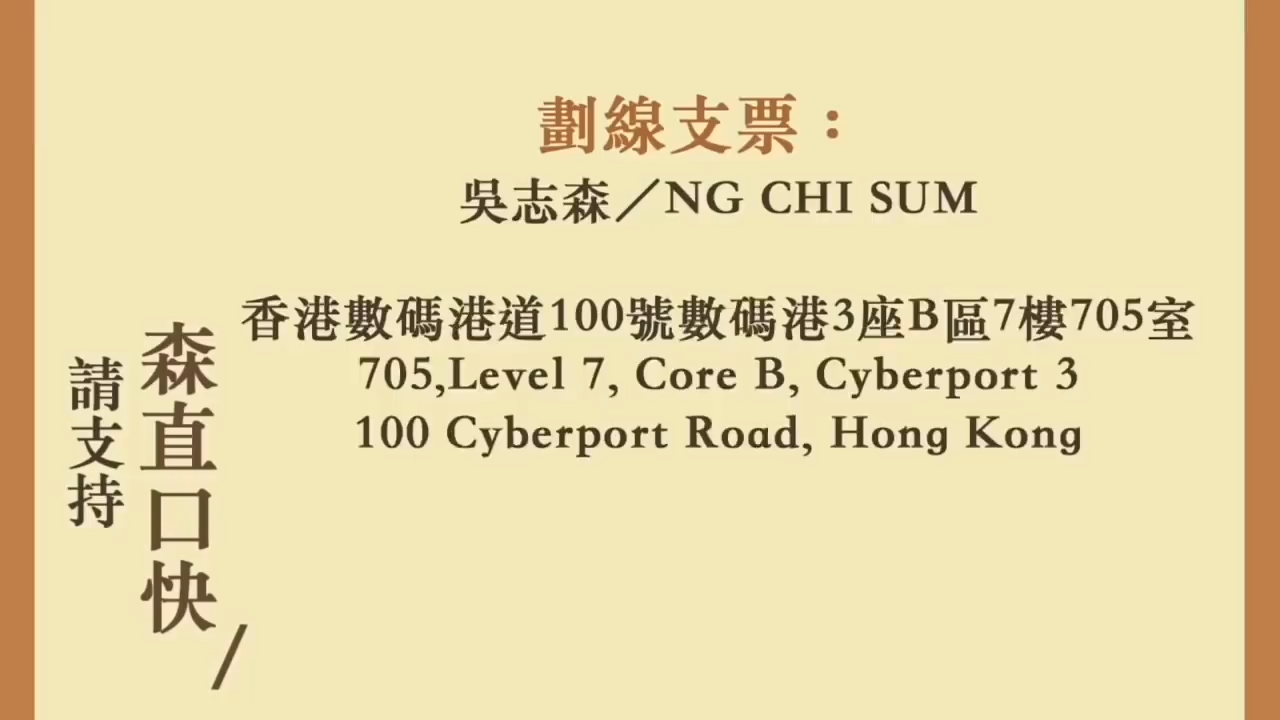 劃線支票：
吳志森／NG CHI SUM
香港數碼港道100號數碼港3座B區7樓705室
705,Level 7, Core B, Cyberport 3
100 Cyberport Road, Hong Kong
請支持
森直口快
/